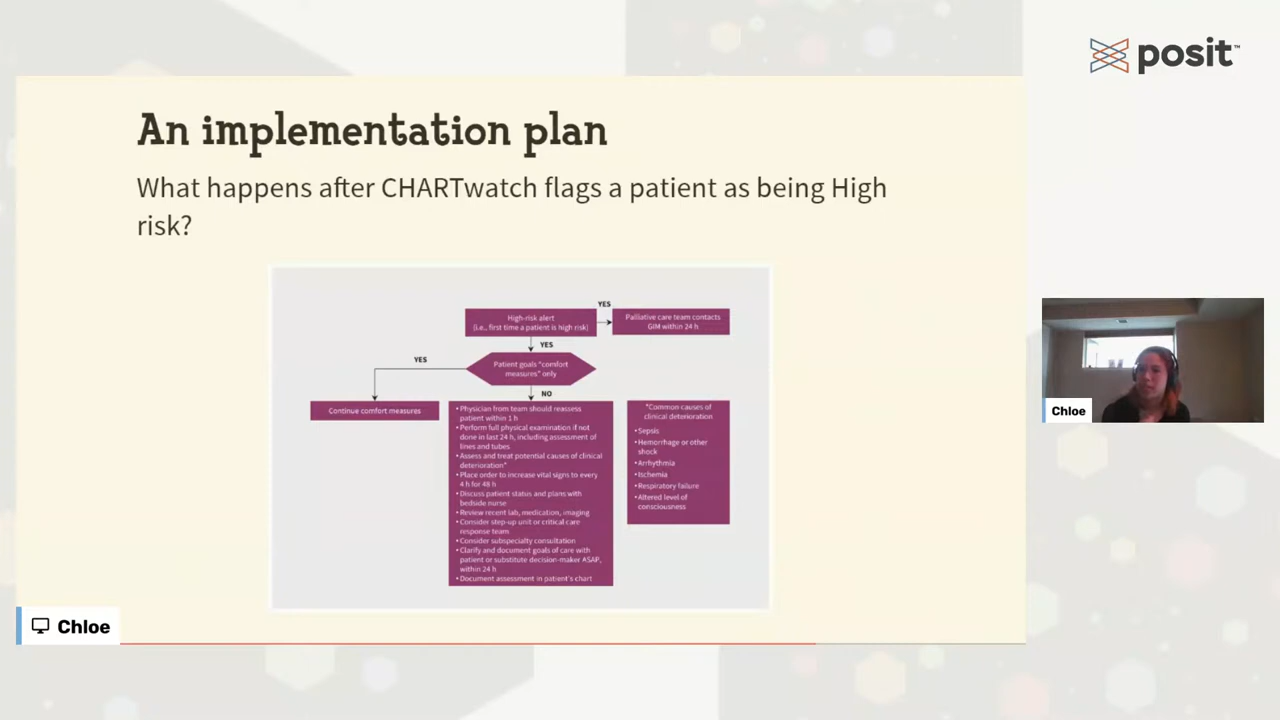 posit™
An implementation plan
What happens after CHARTwatch flags a patient as being High
risk?
YES
High-risk alert
(i.e., first time a patient is high risk)
Palliative care team contacts
GIM within 24 h
YES
YES
Patient goals "comfort
measures" only
NO
Continue comfort measures
• Physician from team should reassess
patient within 1 h
• Perform full physical examination if not
done in last 24 h, including assessment of
lines and tubes
• Assess and treat potential causes of clinical
deterioration*
• Place order to increase vital signs to every
4 h for 48 h
• Discuss patient status and plans with
bedside nurse
• Review recent lab, medication, imaging
• Consider step-up unit or critical care
response team
• Consider subspecialty consultation
• Clarify and document goals of care with
patient or substitute decision-maker ASAP,
within 24 h
• Document assessment in patient's chart
*Common causes of
clinical deterioration
• Sepsis
• Hemorrhage or other
shock
• Arrhythmia
• Ischemia
• Respiratory failure
• Altered level of
consciousness
Chloe
Chloe